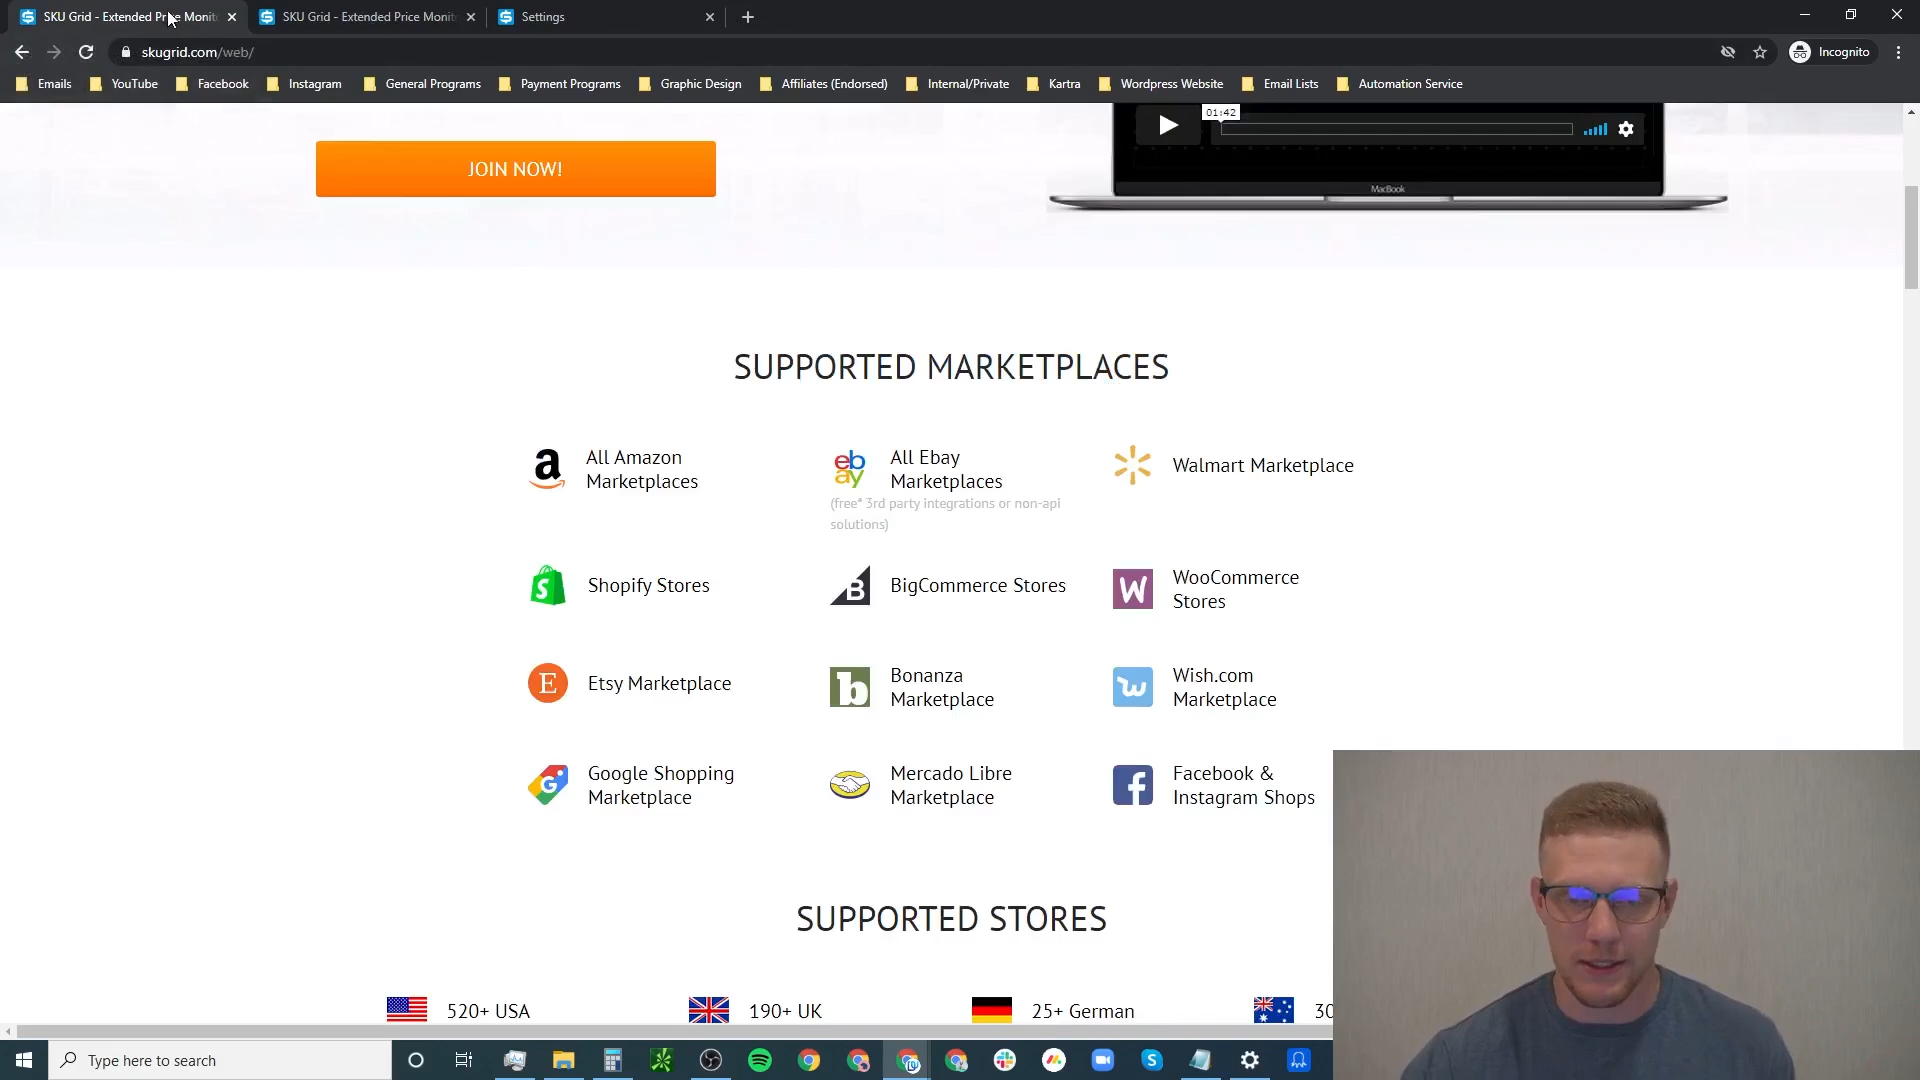 SKU Grid - Extended Price Monit
SKU Grid - Extended Price Monit
Settings
skugrid.com/web/
Incognito
Emails
YouTube
Facebook
Instagram
General Programs
Payment Programs
Graphic Design
Affiliates (Endorsed)
Internal/Private
Kartra
Wordpress Website
Email Lists
Automation Service
01:42
JOIN NOW!
MacBook
SUPPORTED MARKETPLACES
All Amazon
Marketplaces
All Ebay
Marketplaces
(free* 3rd party integrations or non-api
solutions)
Walmart Marketplace
Shopify Stores
BigCommerce Stores
WooCommerce
Stores
Etsy Marketplace
Bonanza
Marketplace
Wish.com
Marketplace
Google Shopping
Marketplace
Mercado Libre
Marketplace
Facebook &
Instagram Shops
SUPPORTED STORES
520+ USA
190+ UK
25+ German
30
Type here to search